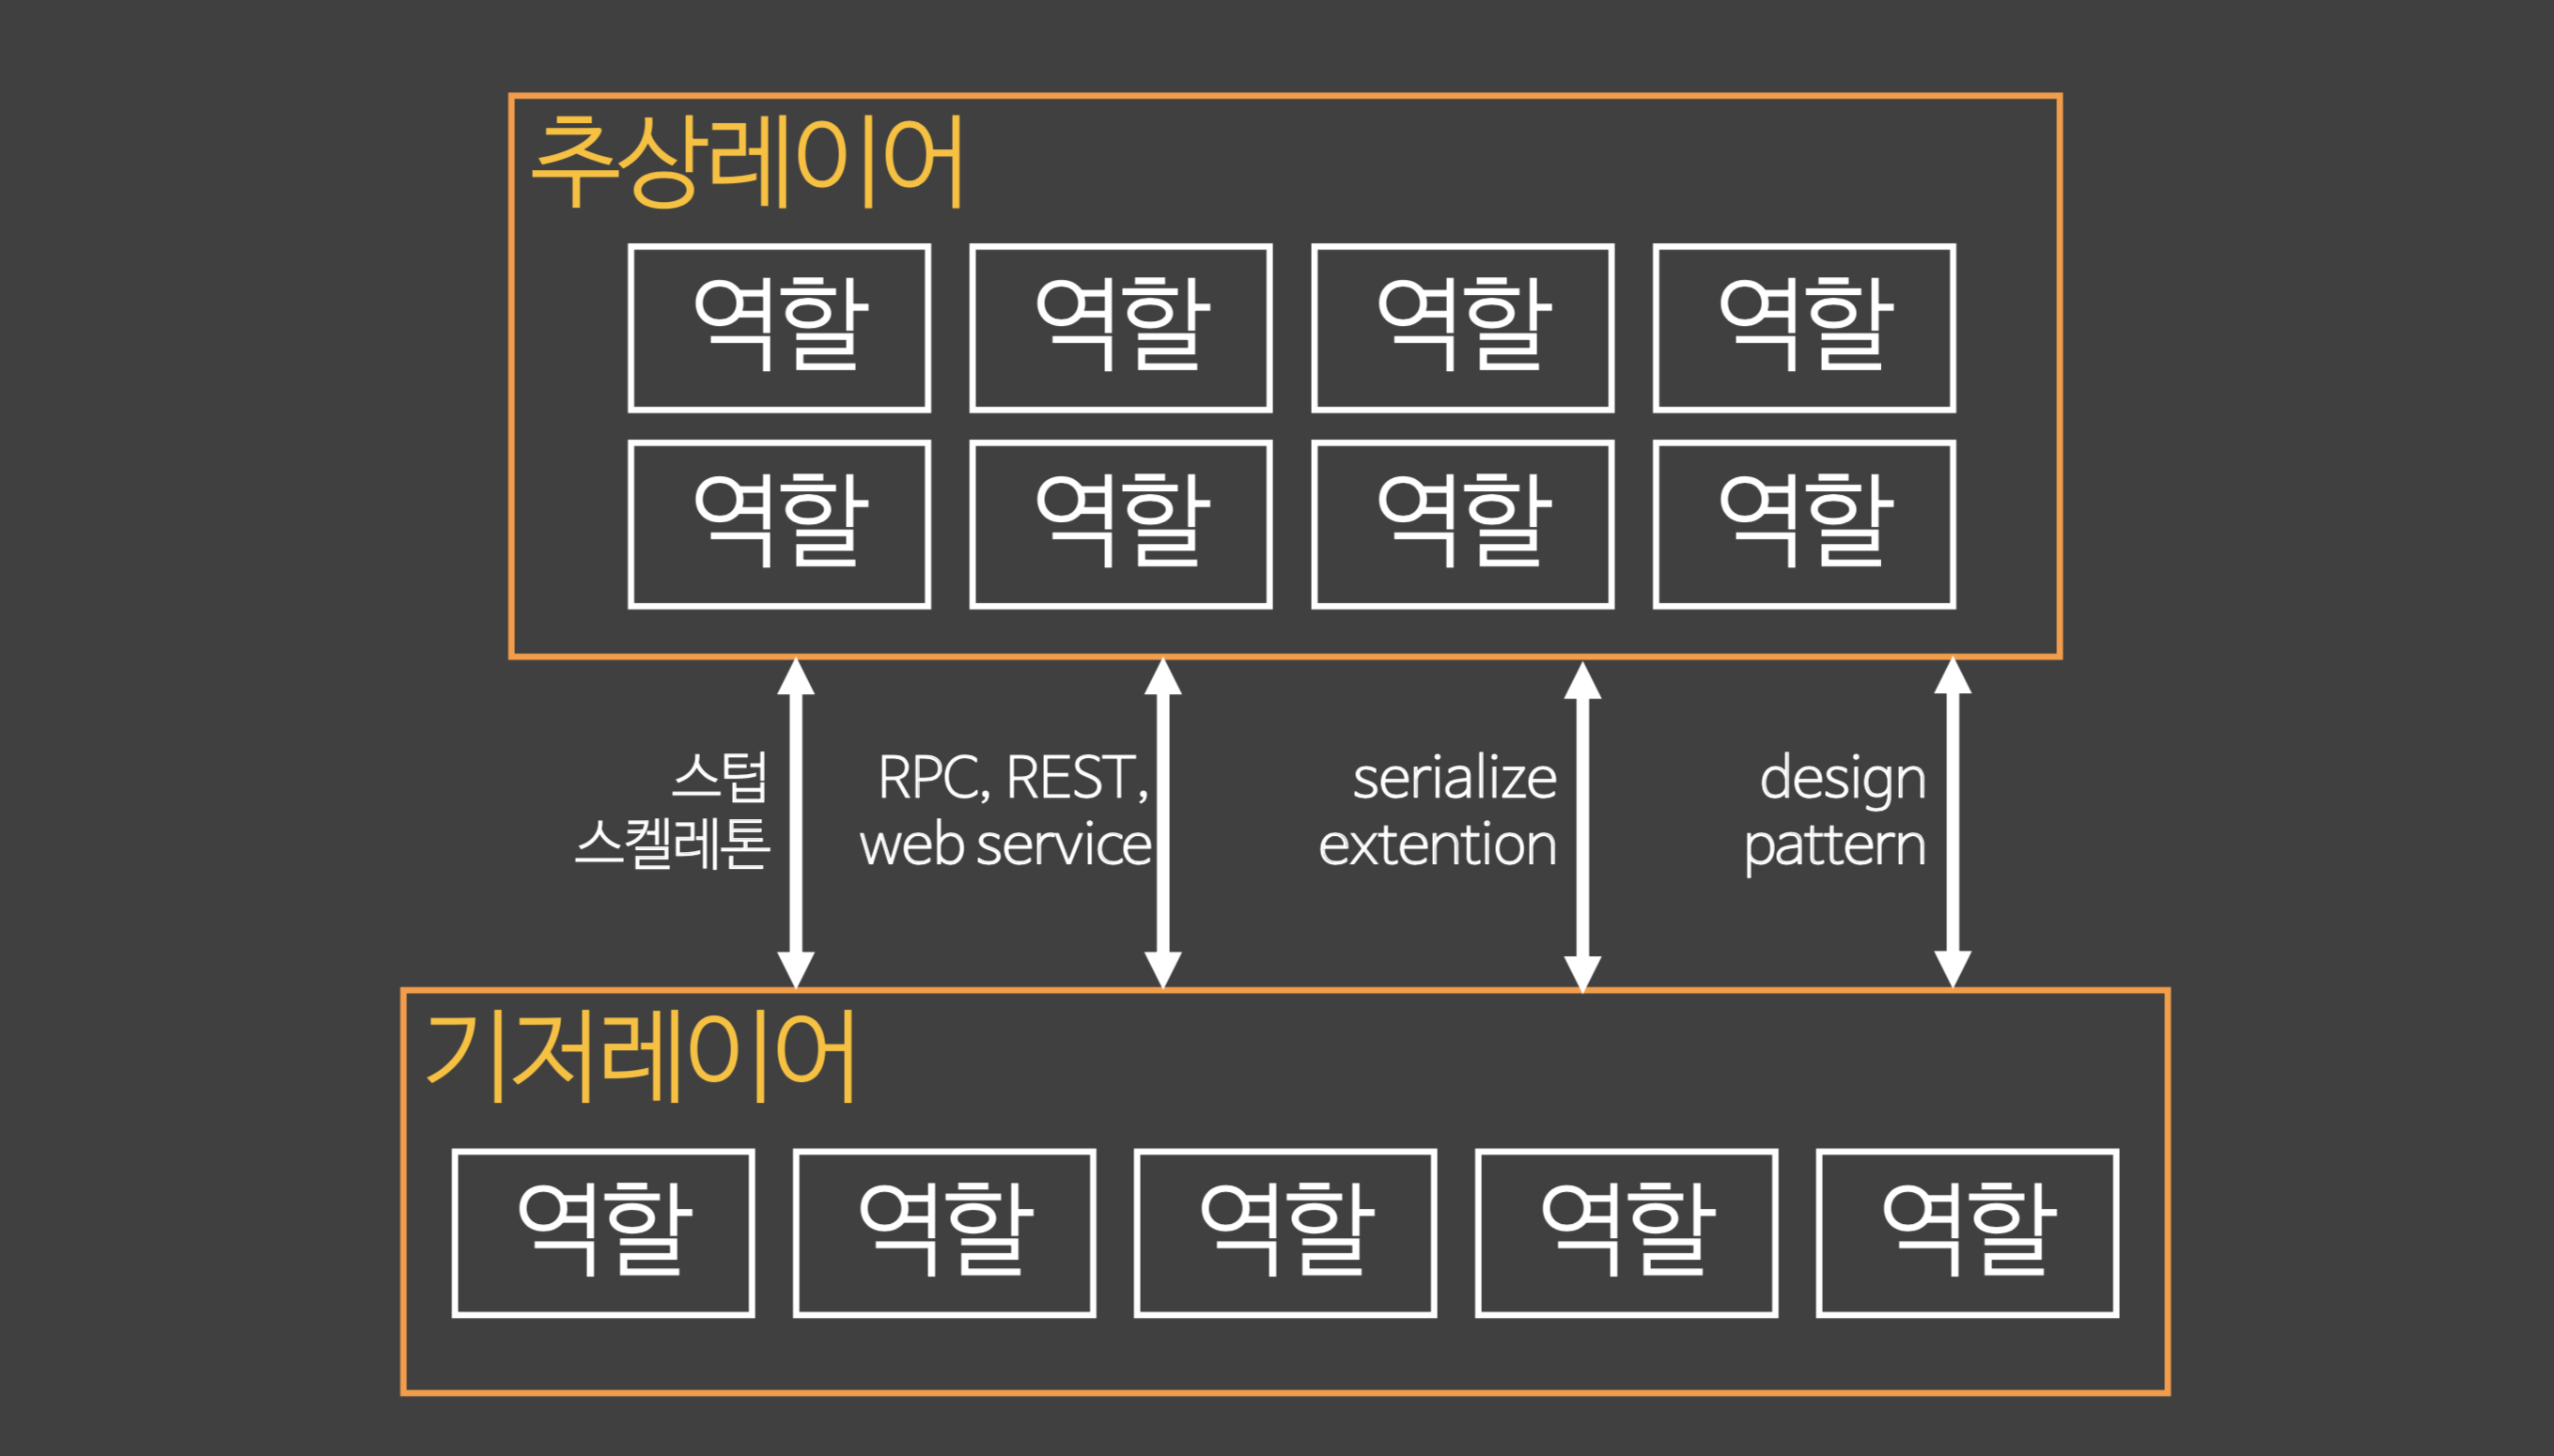 추상레이어
역할 역할 역할 역할
역할 역할 역할 역할
스텁
스켈레톤
RPC, REST,
web service
serialize
extention
design
pattern
기저레이어
역할 역할 역할 역할 역할